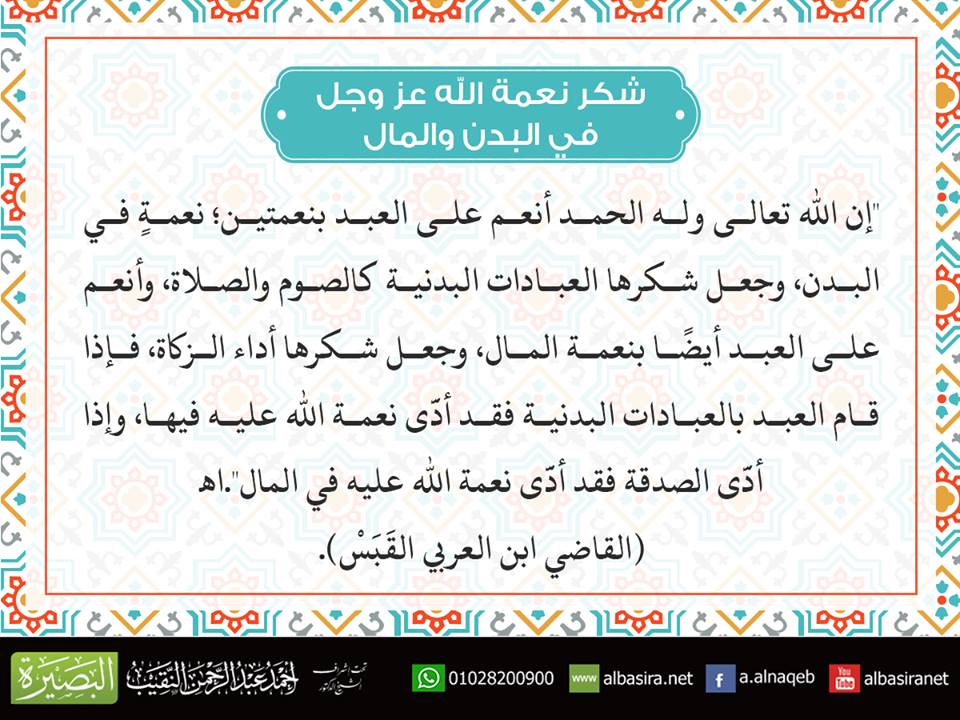 شكر نعمة الله عز وجل
في البدن والمال
"إن الله تعالى وله الحمد أنعم على العبد بنعمتين؛ نعمةٍ في
البدن، وجعل شكرها العبادات البدنية كالصوم والصلاة، وأنعم
على العبد أيضًا بنعمة المال، وجعل شكرها أداء الزكاة، فإذا
قام العبد بالعبادات البدنية فقد أدّى نعمة الله عليه فيها، وإذا
أدّى الصدقة فقد أدّى نعمة الله عليه في المال".اهـ
(القاضي ابن العربي القَبَسْ).
البَصِيرَة
أحمد عبد الرحمن النقيب
تحت إشراف
الشيخ الدكتور
01028200900
www albasira.net
f a.alnaqeb
You Tube albasiranet